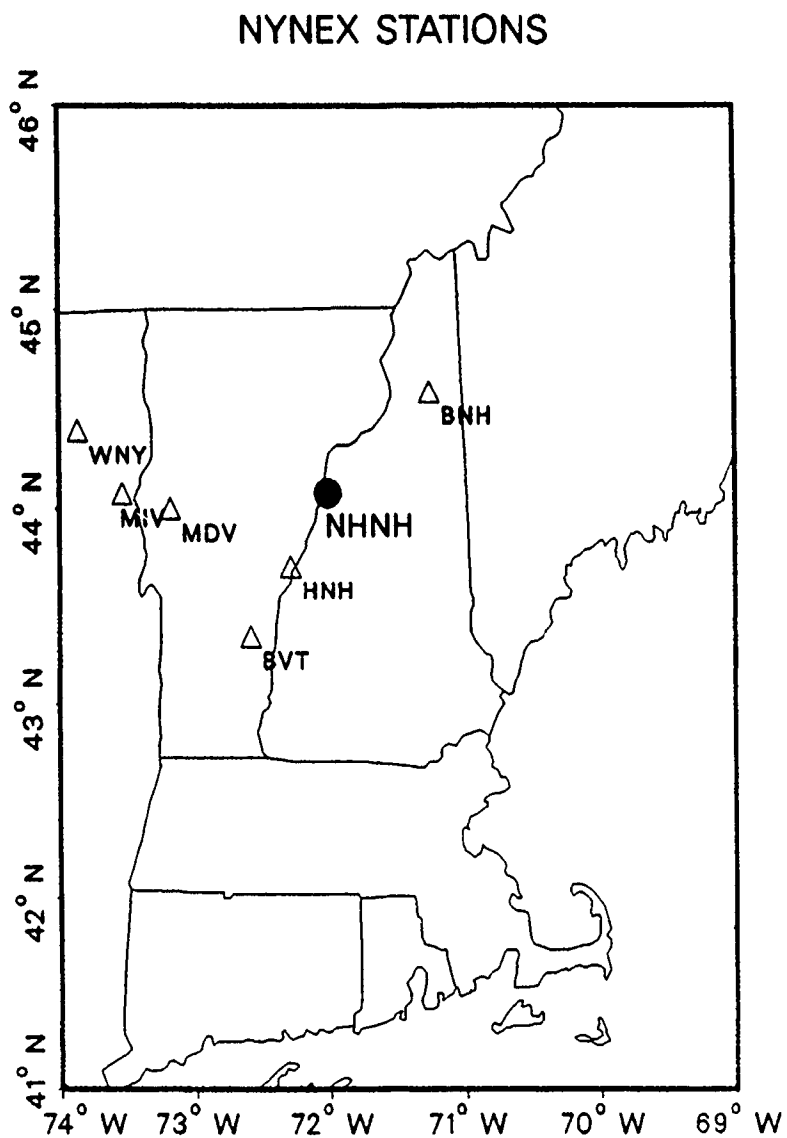 NYNEX STATIONS
46° N
45° N
44° N
43° N
42° N
41° N
BNH
WNY
MIV
MDV
NHNH
HNH
BVT
74° W 73° W 72° W 71° W 70° W 69° W